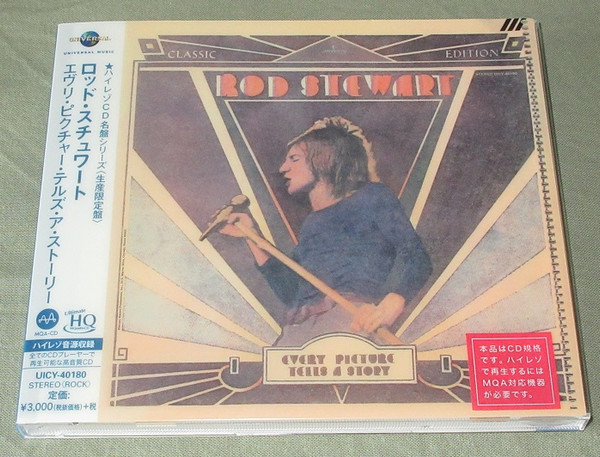 UNIVERSAL
UNIVERSAL MUSIC
★ハイレゾCD名盤シリーズ〈生産限定盤〉
ロッド・スチュワート
エヴリ・ピクチャー・テルズ・ア・ストーリー
MQA-CD
Ultimate
HQ
ハイレゾ音源収録
全てのCDプレーヤーで
再生可能な高音質CD
UICY-40180
STEREO〈ROCK〉
定価:
¥3,000(税抜価格)+税
CLASSIC
EDITION
ROD STEWART
EVERY PICTURE
TELLS A STORY
本品はCD規格
です。ハイレゾ
で再生するには
MQA対応機器
が必要です。